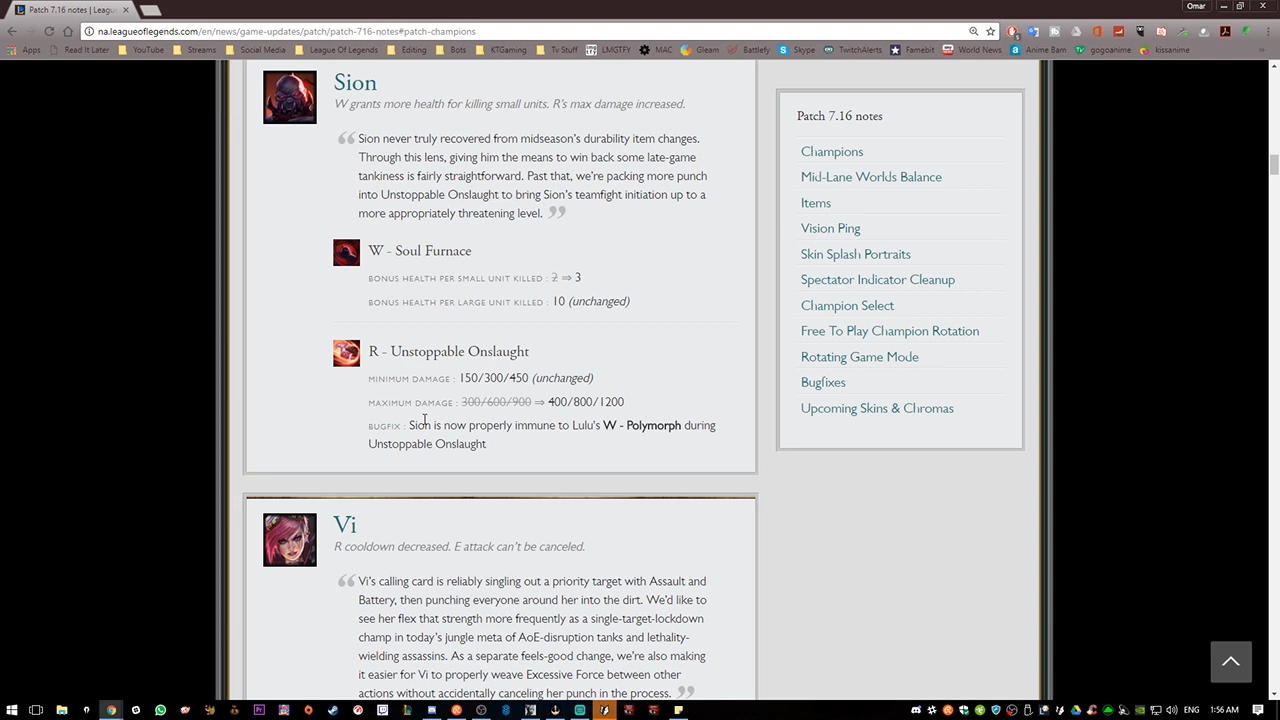 Patch 7.16 notes | Leagu
Omar
na.leagueoflegends.com/en/news/game-updates/patch/patch-716-notes#patch-champions
Apps Read It Later YouTube Streams Social Media League Of Legends Editing Bots KTGaming Tv Stuff LMGTFY MAC Gleam Battlefy Skype TwitchAlerts Famebit World News Anime Bam gogoanime kissanime
Sion
W grants more health for killing small units. R's max damage increased.
Sion never truly recovered from midseason's durability item changes.
Through this lens, giving him the means to win back some late-game
tankiness is fairly straightforward. Past that, we're packing more punch
into Unstoppable Onslaught to bring Sion's teamfight initiation up to a
more appropriately threatening level.
W - Soul Furnace
BONUS HEALTH PER SMALL UNIT KILLED : 2 ⇒ 3
BONUS HEALTH PER LARGE UNIT KILLED : 10 (unchanged)
R - Unstoppable Onslaught
MINIMUM DAMAGE : 150/300/450 (unchanged)
MAXIMUM DAMAGE : 300/600/900 ⇒ 400/800/1200
BUGFIX : Sion is now properly immune to Lulu's W - Polymorph during
Unstoppable Onslaught
Vi
R cooldown decreased. E attack can't be canceled.
Vi's calling card is reliably singling out a priority target with Assault and
Battery, then punching everyone around her into the dirt. We'd like to
see her flex that strength more frequently as a single-target-lockdown
champ in today's jungle meta of AoE-disruption tanks and lethality-
wielding assassins. As a separate feels-good change, we're also making
it easier for Vi to properly weave Excessive Force between other
actions without accidentally canceling her punch in the process.
Patch 7.16 notes
Champions
Mid-Lane Worlds Balance
Items
Vision Ping
Skin Splash Portraits
Spectator Indicator Cleanup
Champion Select
Free To Play Champion Rotation
Rotating Game Mode
Bugfixes
Upcoming Skins & Chromas
ENG 1:56 AM